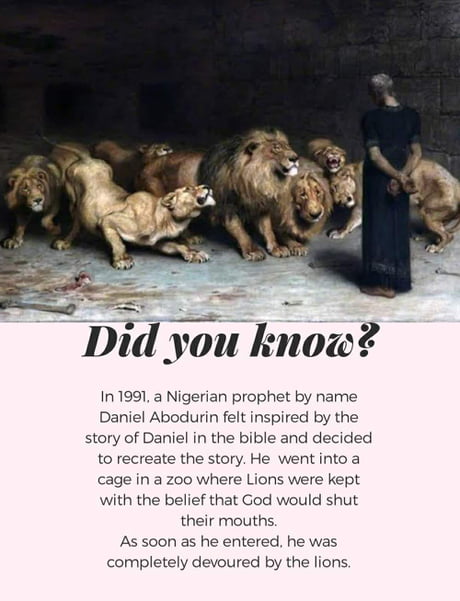 Did you know?
In 1991, a Nigerian prophet by name
Daniel Abodurin felt inspired by the
story of Daniel in the bible and decided
to recreate the story. He  went into a
cage in a zoo where Lions were kept
with the belief that God would shut
their mouths.
As soon as he entered, he was
completely devoured by the lions.